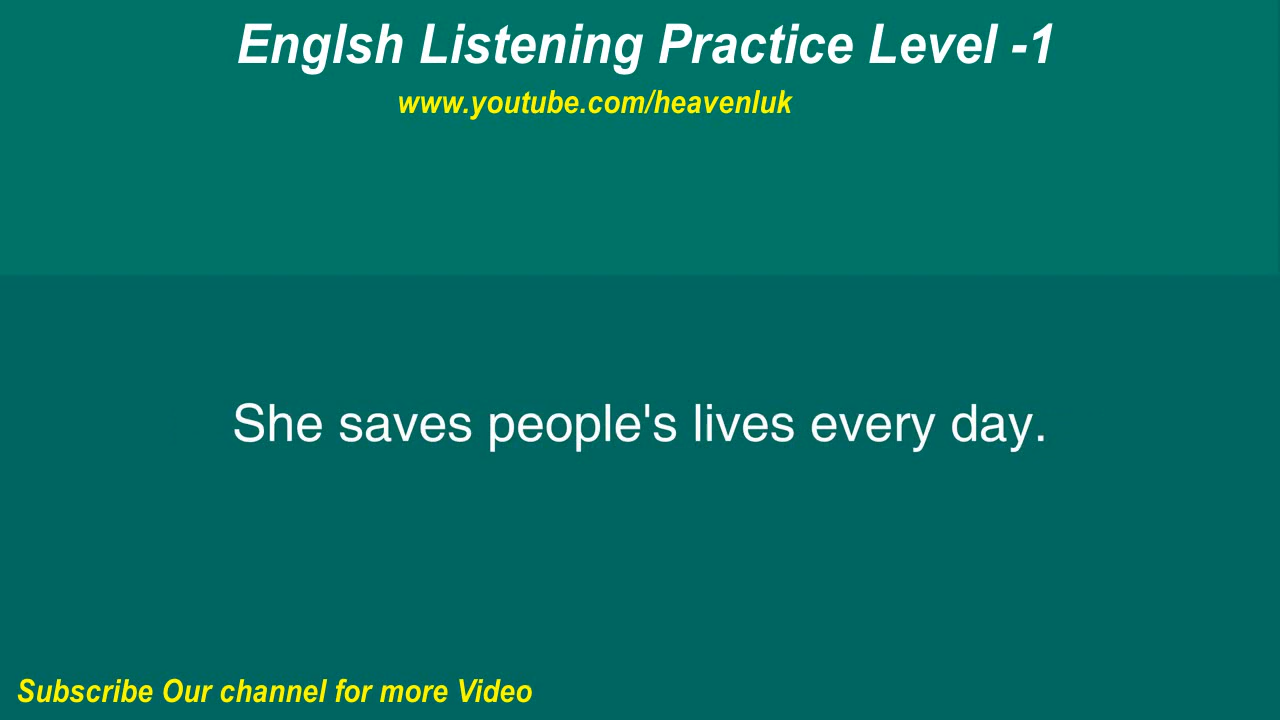 Englsh Listening Practice Level -1
www.youtube.com/heavenluk
She saves people's lives every day.
Subscribe Our channel for more Video